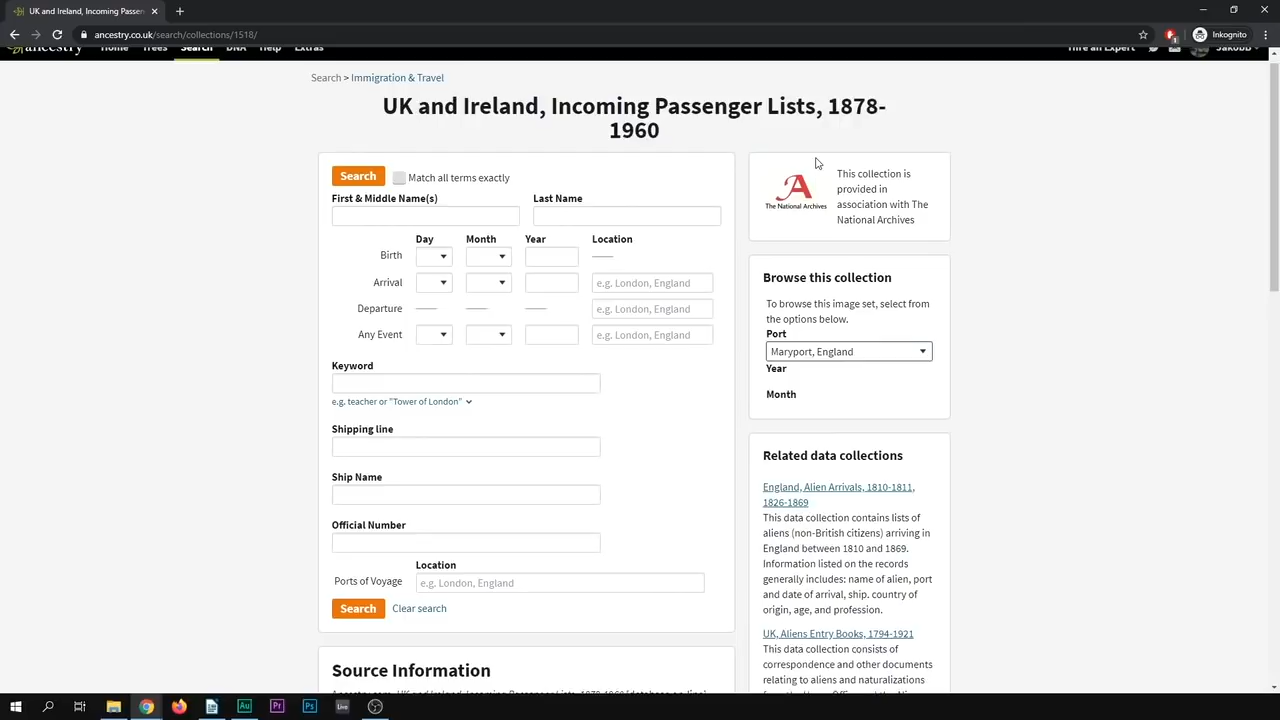 UK and Ireland, Incoming Passen
ancestry.co.uk/search/collections/1518/
Inkognito
ancestry
Home
Trees
Search
DNA
Help
Extras
Hire an Expert
Jakobb
Search > Immigration & Travel
UK and Ireland, Incoming Passenger Lists, 1878-
1960
Search
Match all terms exactly
First & Middle Name(s)
Last Name
Day
Month
Year
Location
Birth
Arrival
e.g. London, England
Departure
e.g. London, England
Any Event
e.g. London, England
Keyword
e.g. teacher or "Tower of London"
Shipping line
Ship Name
Official Number
Location
Ports of Voyage
e.g. London, England
Search
Clear search
Source Information
The National Archives
This collection is
provided in
association with The
National Archives
Browse this collection
To browse this image set, select from
the options below.
Port
Maryport, England
Year
Month
Related data collections
England, Alien Arrivals, 1810-1811,
1826-1869
This data collection contains lists of
aliens (non-British citizens) arriving in
England between 1810 and 1869.
Information listed on the records
generally includes: name of alien, port
and date of arrival, ship. country of
origin, age, and profession.
UK, Aliens Entry Books, 1794-1921
This data collection consists of
correspondence and other documents
relating to aliens and naturalizations
Au
Pr
Ps
Live